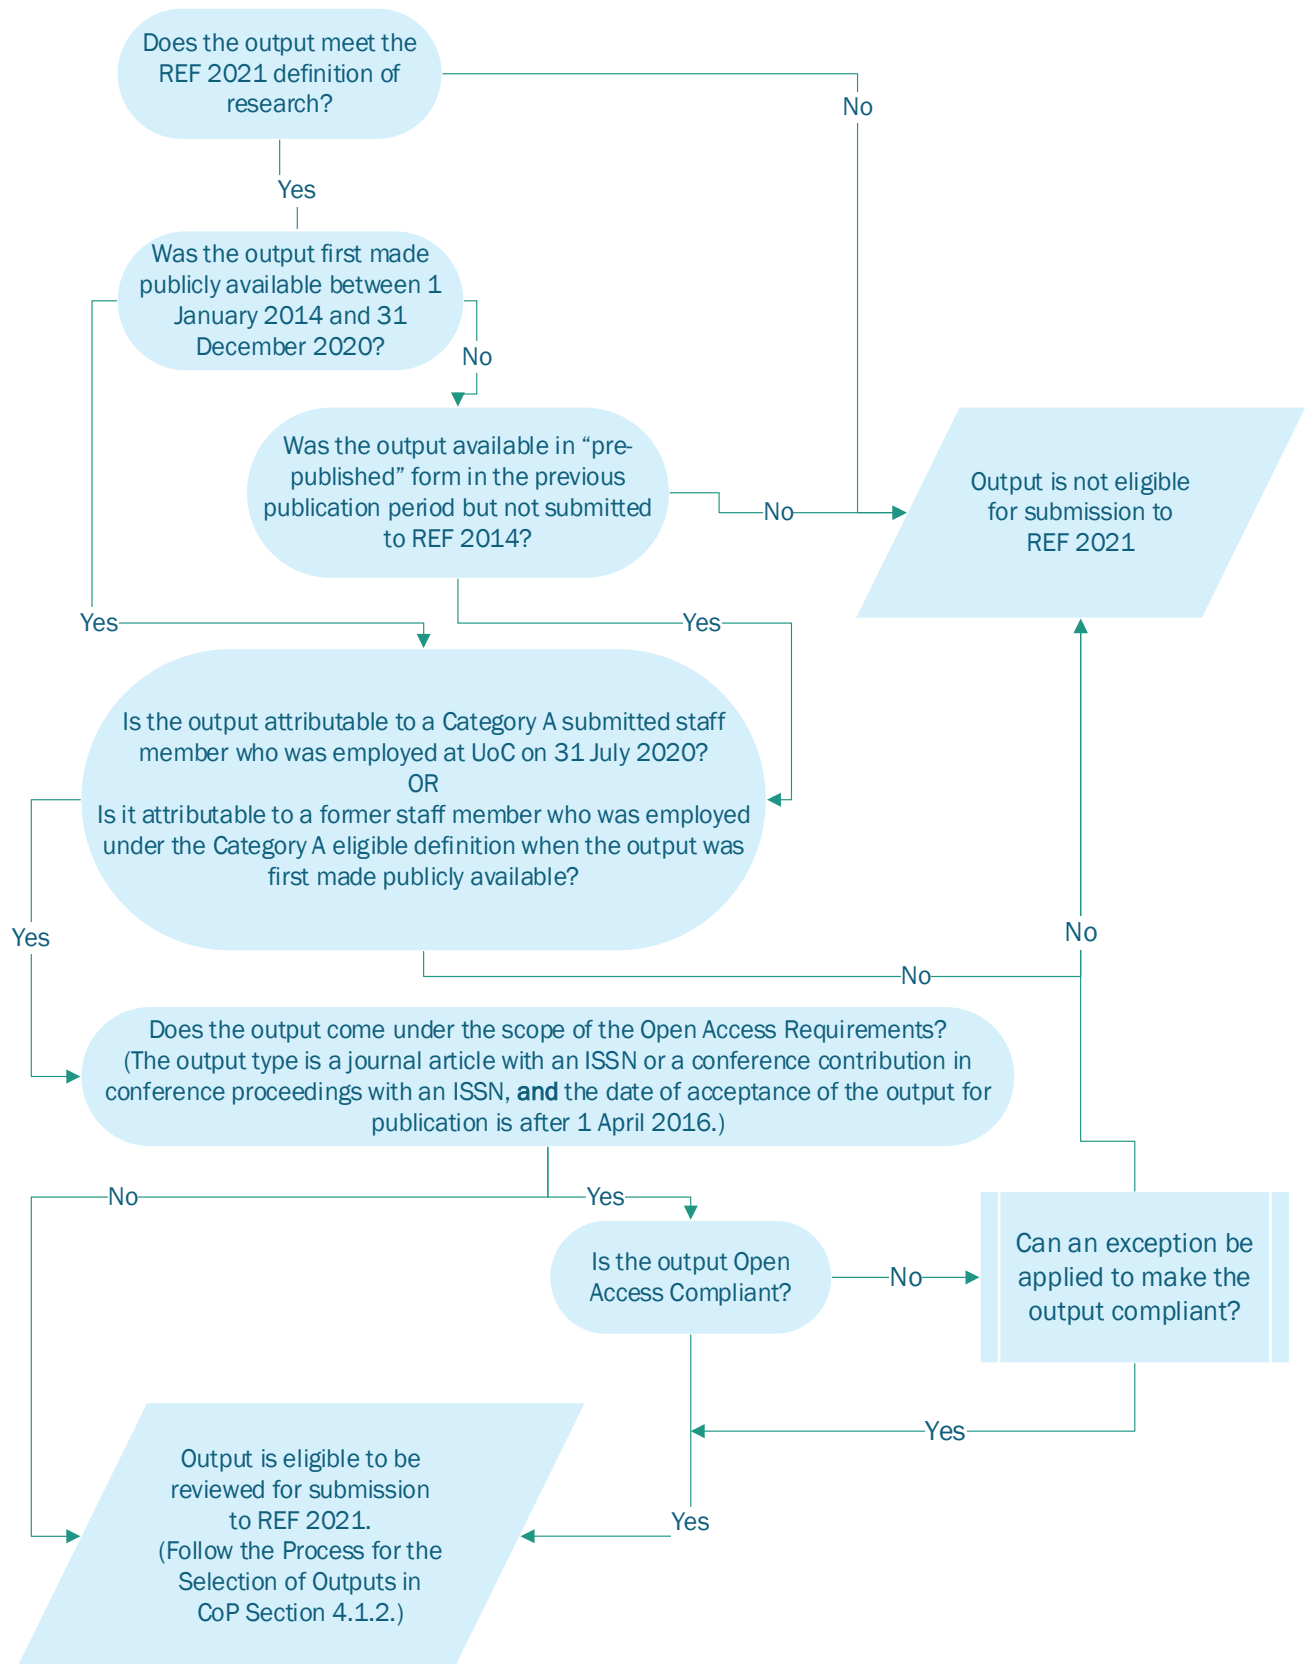 Does the output meet the
REF 2021 definition of
research?
No
Yes
Was the output first made
publicly available between 1
January 2014 and 31
December 2020?
No
Was the output available in “pre-
published” form in the previous
publication period but not submitted
to REF 2014?
No
Output is not eligible
for submission to
REF 2021
Yes
Yes
Is the output attributable to a Category A submitted staff
member who was employed at UoC on 31 July 2020?
OR
Is it attributable to a former staff member who was employed
under the Category A eligible definition when the output was
first made publicly available?
Yes
No
No
Does the output come under the scope of the Open Access Requirements?
(The output type is a journal article with an ISSN or a conference contribution in
conference proceedings with an ISSN, and the date of acceptance of the output for
publication is after 1 April 2016.)
No
Yes
Is the output Open
Access Compliant?
No
Can an exception be
applied to make the
output compliant?
Yes
Yes
Output is eligible to be
reviewed for submission
to REF 2021.
(Follow the Process for the
Selection of Outputs in
CoP Section 4.1.2.)